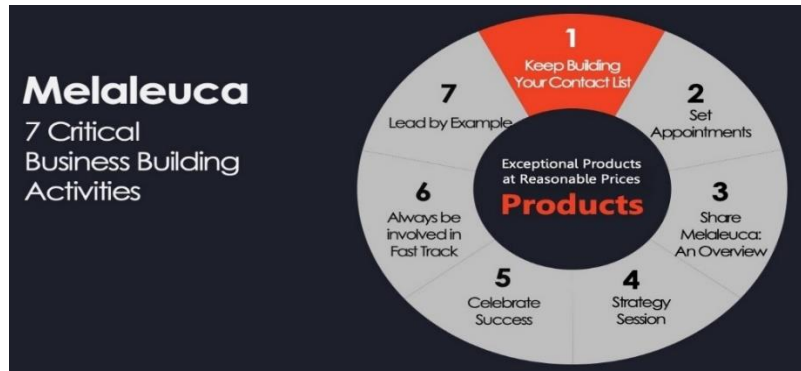 Melaleuca
7 Critical
Business Building
Activities
1
Keep Building
Your Contact List
2
Set
Appointments
3
Share
Melaleuca:
An Overview
4
Strategy
Session
5
Celebrate
Success
6
Always be
involved in
Fast Track
7
Lead by Example
Exceptional Products
at Reasonable Prices
Products